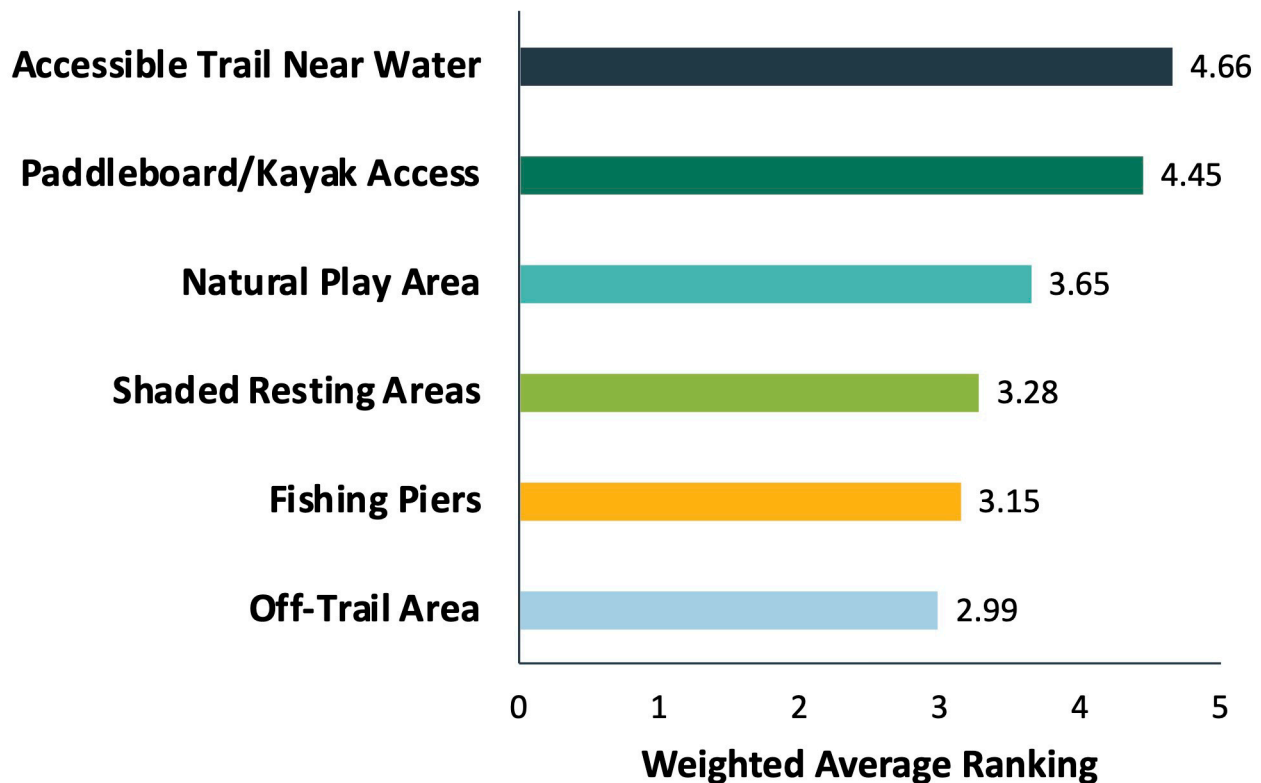 Accessible Trail Near Water 4.66
Paddleboard/Kayak Access 4.45
Natural Play Area 3.65
Shaded Resting Areas 3.28
Fishing Piers 3.15
Off-Trail Area 2.99
0 1 2 3 4 5
Weighted Average Ranking